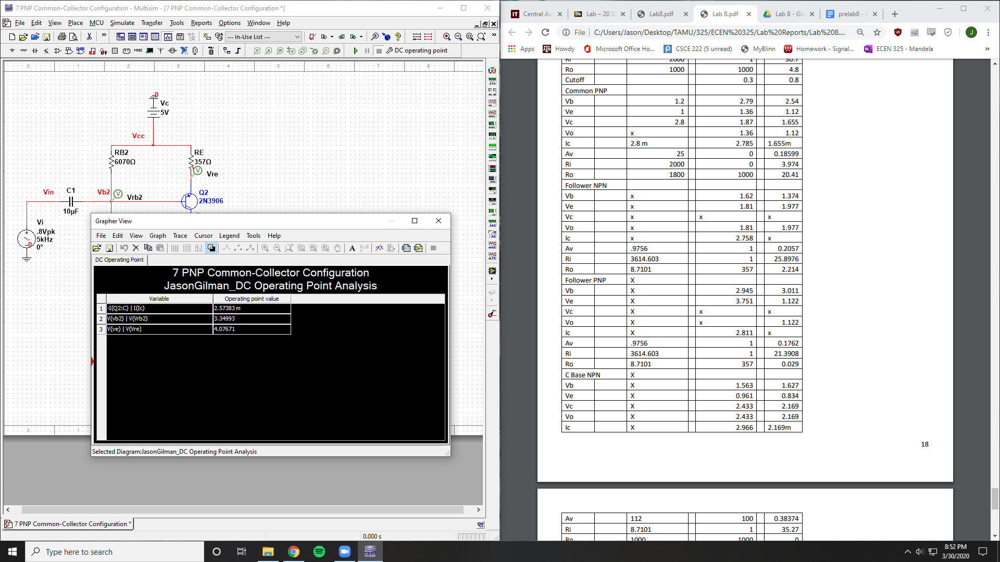 7 PNP Common-Collector Configuration - Multisim - [7 PNP Common-Collector Configuration *]
File Edit View Place MCU Simulate Transfer Tools Reports Options Window Help
--- In-Use List ---
MISC
DC operating point
0 1 2 3 4 5 6 7 8
0
Vc
5V
Vcc
RB2
6070Ω
RE
357Ω
Vre
Vin
C1
10µF
Vb2
Vrb2
Q2
2N3906
Vi
.8Vpk
5kHz
0°
0
Grapher View
File Edit View Graph Trace Cursor Legend Tools Help
DC Operating Point
7 PNP Common-Collector Configuration
JasonGilman_DC Operating Point Analysis
Variable Operating point value
1 -I(Q2:C) | I(Ic) 2.57383 m
2 V(vb2) | V(Vrb2) 3.34993
3 V(ve) | V(Vre) 4.07671
Selected Diagram:JasonGilman_DC Operating Point Analysis
0 1
7 PNP Common-Collector Configuration *
0.000 s
Central Au
Lab – 20 S
Lab8.pdf
Lab 8.pdf
Lab 8 - Go
prelab8 - G
File C:/Users/Jason/Desktop/TAMU/325/ECEN%20325/Lab%20Reports/Lab%208....
J
Apps Howdy Microsoft Office Ho... CSCE 222 (5 unread) MyBlinn Homework - Signal... ECEN 325 - Mandela »
Ri 2000 1 30.7
Ro 1000 1000 4.8
Cutoff 0.3 0.8
Common PNP
Vb 1.2 2.79 2.54
Ve 1 1.36 1.12
Vc 2.8 1.87 1.655
Vo x 1.36 1.12
Ic 2.8 m 2.785 1.655m
Av 25 0 0.18599
Ri 2000 0 3.974
Ro 1800 1000 20.41
Follower NPN
Vb x 1.62 1.374
Ve x 1.81 1.977
Vc x x x
Vo x 1.81 1.977
Ic x 2.758 x
Av .9756 1 0.2057
Ri 3614.603 1 25.8976
Ro 8.7101 357 2.214
Follower PNP X
Vb X 2.945 3.011
Ve X 3.751 1.122
Vc X x x
Vo X x 1.122
Ic X 2.811 x
Av .9756 1 0.1762
Ri 3614.603 1 21.3908
Ro 8.7101 357 0.029
C Base NPN X
Vb X 1.563 1.627
Ve X 0.961 0.834
Vc X 2.433 2.169
Vo X 2.433 2.169
Ic X 2.966 2.169m
18
Av 112 100 0.38374
Ri 8.7101 1 35.27
Ro 1000 1000 0
Type here to search
8:52 PM
3/30/2020